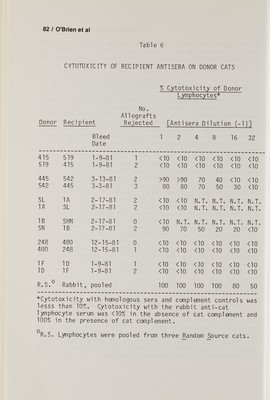 82 / O'Brien et al
Table 6
CYTOTOXICITY OF RECIPIENT ANTISERA ON DONOR CATS
% Cytotoxicity of Donor
Lymphocytes*
No.
Allografts
Donor Recipient Rejected [Antisera Dilution (-1)]
Bleed 1 2 4 8 16 32
Date
415 519 1-9-81 1 <10 <10 <10 <10 <10 <10
519 415 1-9-81 2 <10 <10 <10 <10 <10 <10
445 542 3-13-81 2 >90 >90 70 40 <10 <10
542 445 3-3-81 3 80 80 70 50 30 <10
SL 1A 2-17-81 2 <10 <10 N.T. N.T. N.T. N.T.
1A SL 2-17-81 2 <10 <10 N.T. N.T. N.T. N.T.
1B SHN 2-17-81 0 <10 N.T. N.T. N.T. N.T. N.T.
SN 1B 2-17-81 2 90 70 50 20 20 <10
248 480 12-15-81 0 <10 <10 <10 <10 <10 <10
480 248 12-15-81 1 <10 <10 <10 <10 <10 <10
1F 1D 1-9-81 1 <10 <10 <10 <10 <10 <10
1D 1F 1-9-81 2 <10 <10 <10 <10 <10 <10
R.S.⁰ Rabbit, pooled 100 100 100 100 80 50
*Cytotoxicity with homologous sera and complement controls was
lesss than 10%. Cytotoxicity with the rabbit anti-cat
lymphocyte serum was <10% in the absence of cat complement and
100% in the presence of cat complement.
⁰R.S. Lymphocytes were pooled from three Random Source cats.